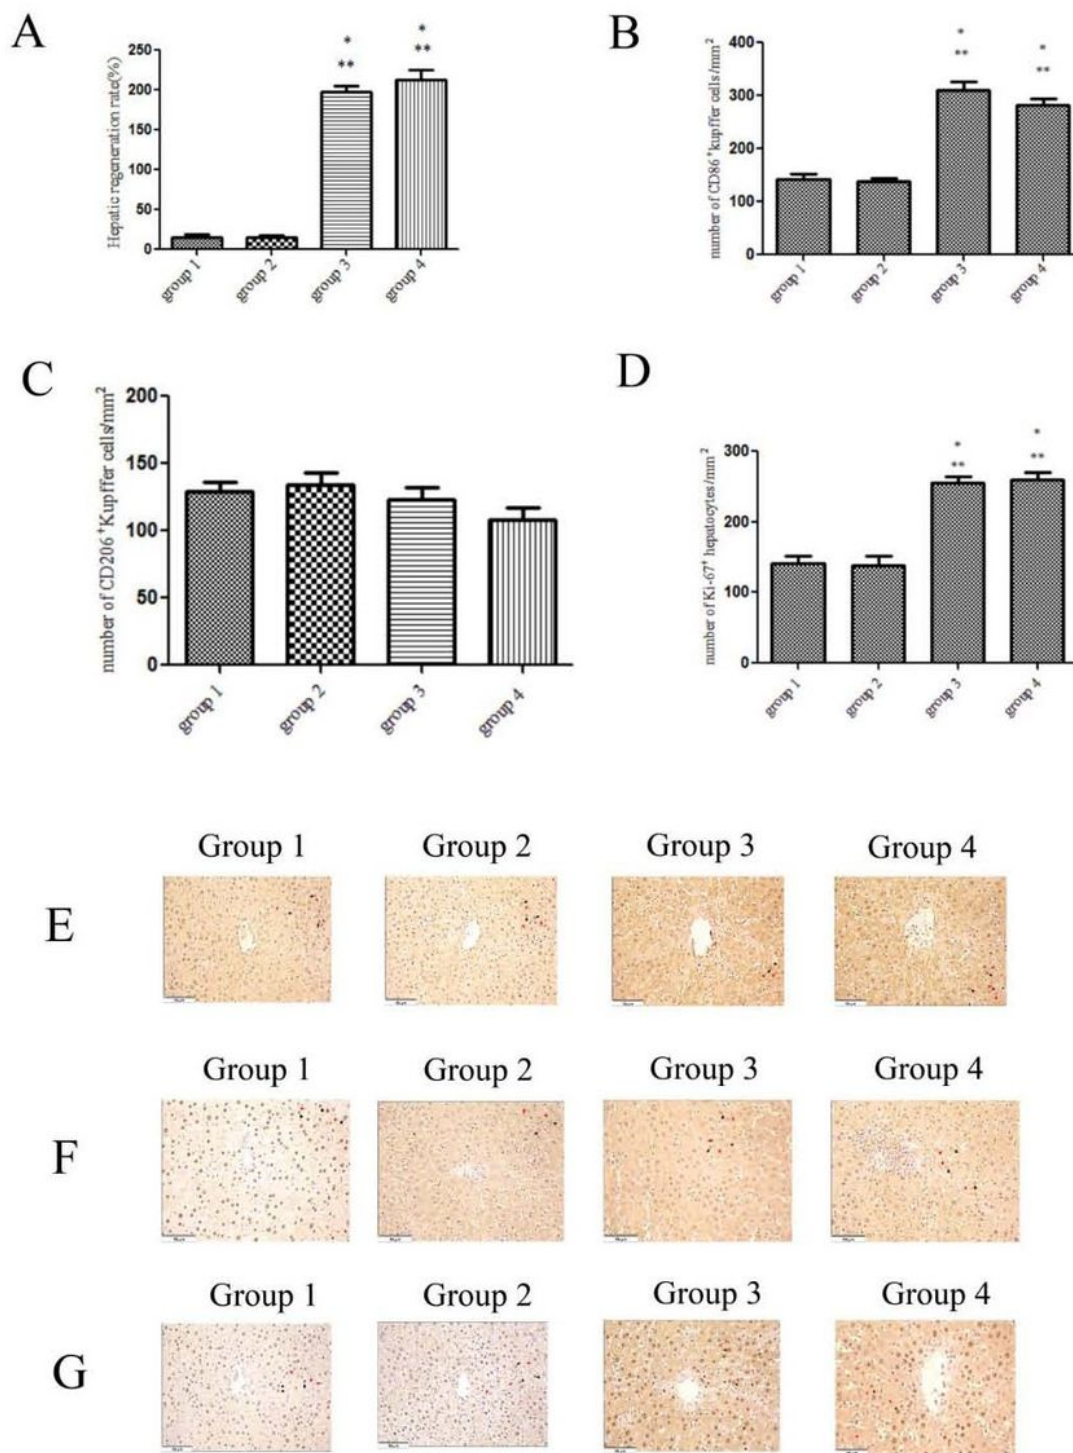 A
Hepatic regeneration rate(%)
250
200
150
100
50
0
*
**
*
**
group 1
group 2
group 3
group 4
B
number of CD86 +kupffer cells/mm2
400
300
200
100
0
*
**
*
**
group 1
group 2
group 3
group 4
C
number of CD206 +Kupffer cells/mm2
200
150
100
50
0
group 1
group 2
group 3
group 4
D
number of Ki-67+ hepatocytes/mm 2
300
200
100
0
*
**
*
**
group 1
group 2
group 3
group 4
Group 1 Group 2 Group 3 Group 4
E
Group 1 Group 2 Group 3 Group 4
F
Group 1 Group 2 Group 3 Group 4
G